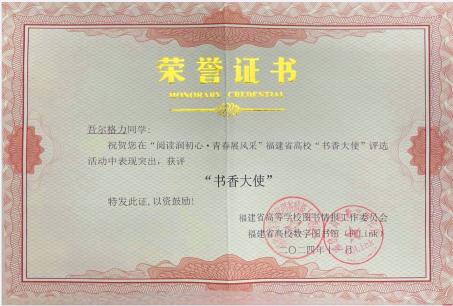 荣誉证书
HONORARY CREDENTIAL
吾尔格力同学:
祝贺您在“阅读润初心·青春展风采”福建省高校“书香大使”评选
活动中表现突出，获评
“书香大使”
特发此证,以资鼓励!
福建省高等学校图书情报工作委员会
福建省高校数字图书馆（FULink）
二〇二四年十二月